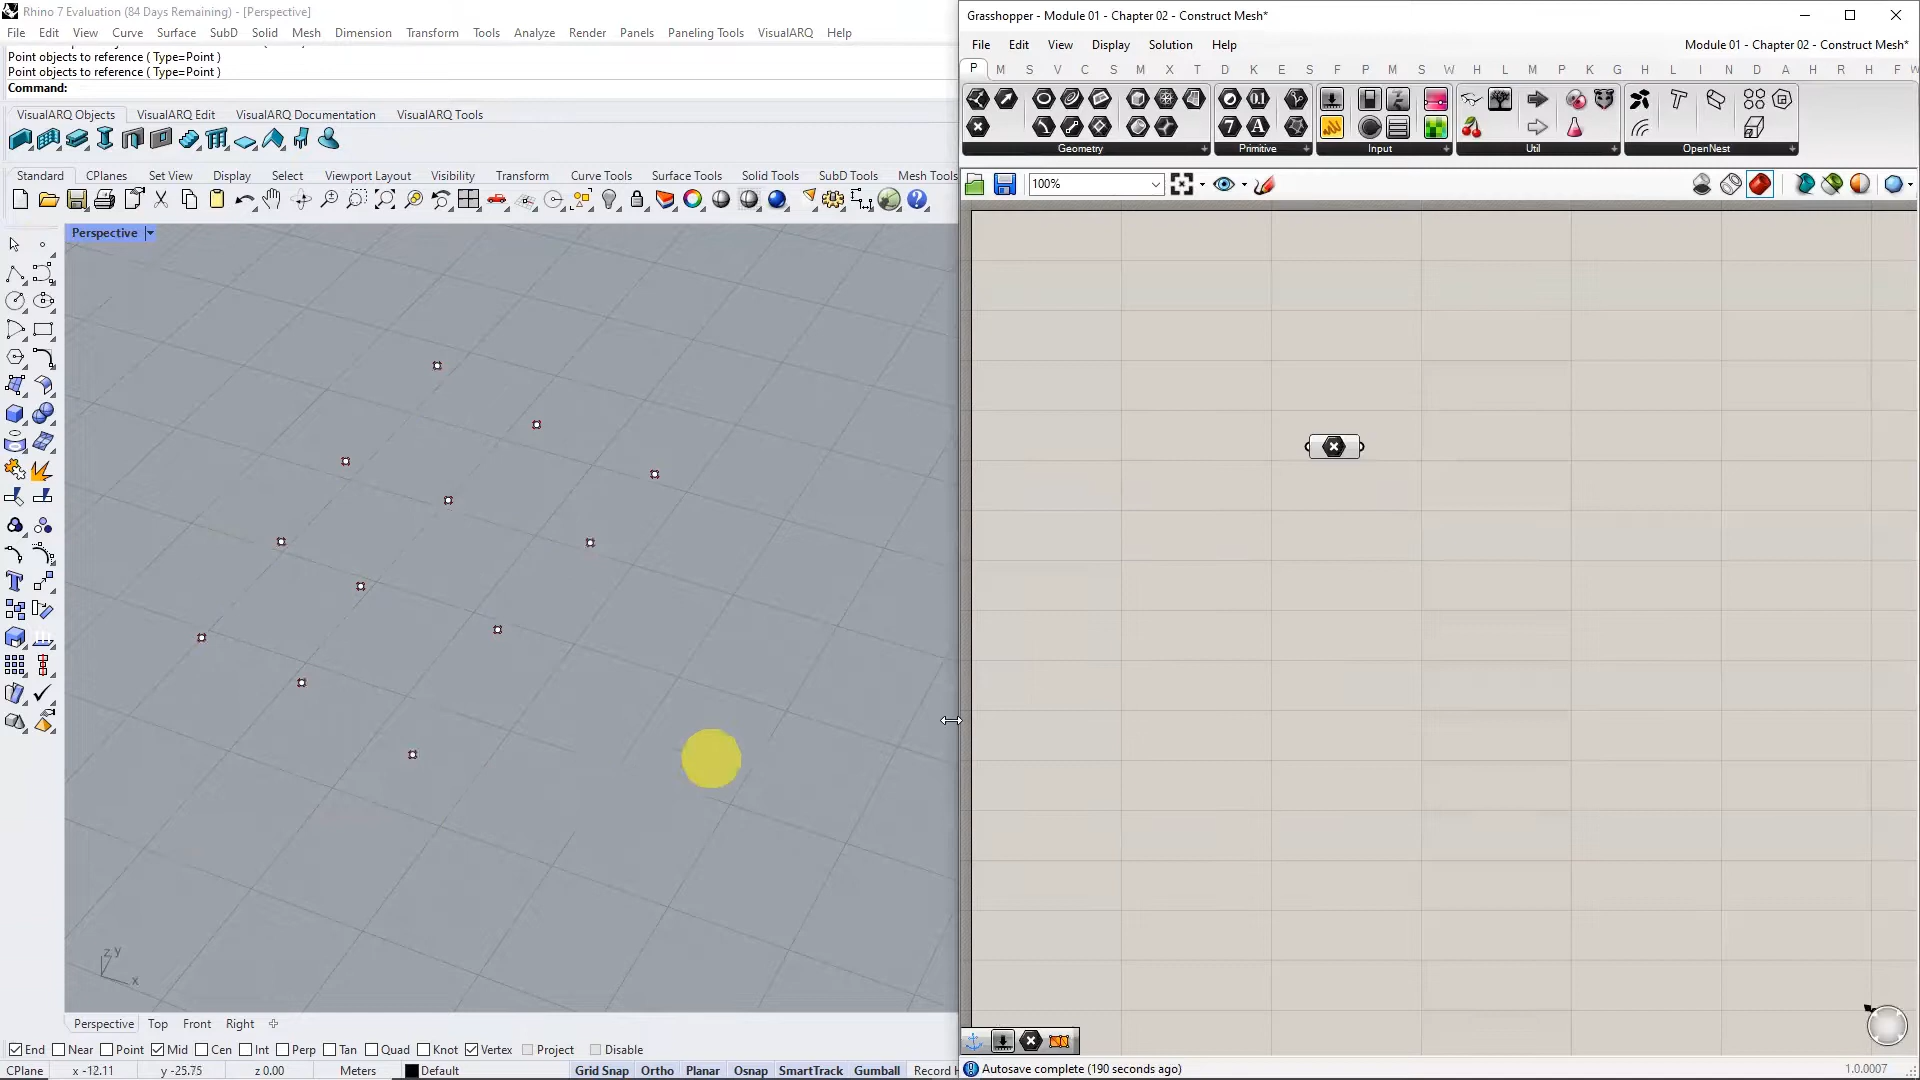 Rhino 7 Evaluation (84 Days Remaining) - [Perspective]
File Edit View Curve Surface SubD Solid Mesh Dimension Transform Tools Analyze Render Panels Paneling Tools VisualARQ Help
Point objects to reference ( Type=Point )
Point objects to reference ( Type=Point )
Command:
VisualARQ Objects VisualARQ Edit VisualARQ Documentation VisualARQ Tools
Standard CPlanes Set View Display Select Viewport Layout Visibility Transform Curve Tools Surface Tools Solid Tools SubD Tools Mesh Tools
Perspective
z y
x
Perspective Top Front Right
End Near Point Mid Cen Int Perp Tan Quad Knot Vertex Project Disable
CPlane x -12.11 y -25.75 z 0.00 Meters Default Grid Snap Ortho Planar Osnap SmartTrack Gumball Record H
Grasshopper - Module 01 - Chapter 02 - Construct Mesh*
File Edit View Display Solution Help Module 01 - Chapter 02 - Construct Mesh*
P M S V C S M X T D K E S F P M S W H L M P K G H L I N D A H R H F W
Geometry Primitive Input Util OpenNest
100%
Autosave complete (190 seconds ago) 1.0.0007